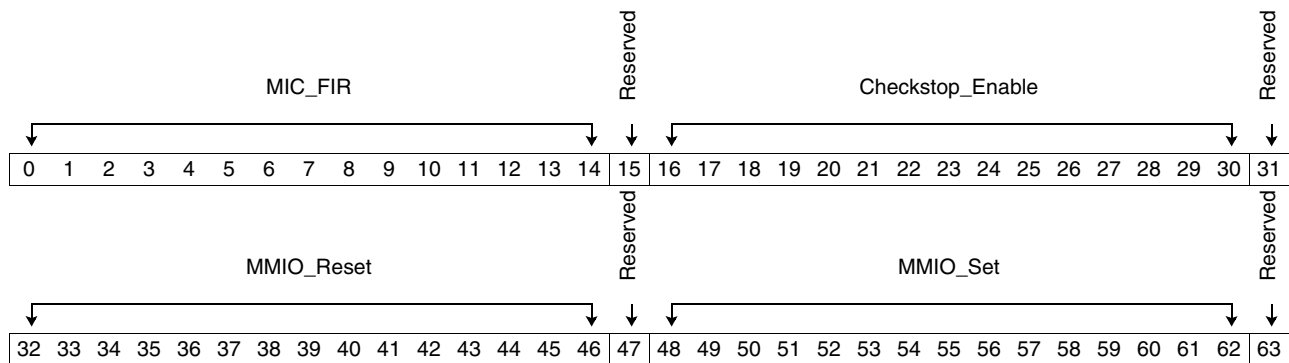 MIC_FIR Reserved Checkstop_Enable Reserved
0 1 2 3 4 5 6 7 8 9 10 11 12 13 14 15 16 17 18 19 20 21 22 23 24 25 26 27 28 29 30 31
MMIO_Reset Reserved MMIO_Set Reserved
32 33 34 35 36 37 38 39 40 41 42 43 44 45 46 47 48 49 50 51 52 53 54 55 56 57 58 59 60 61 62 63